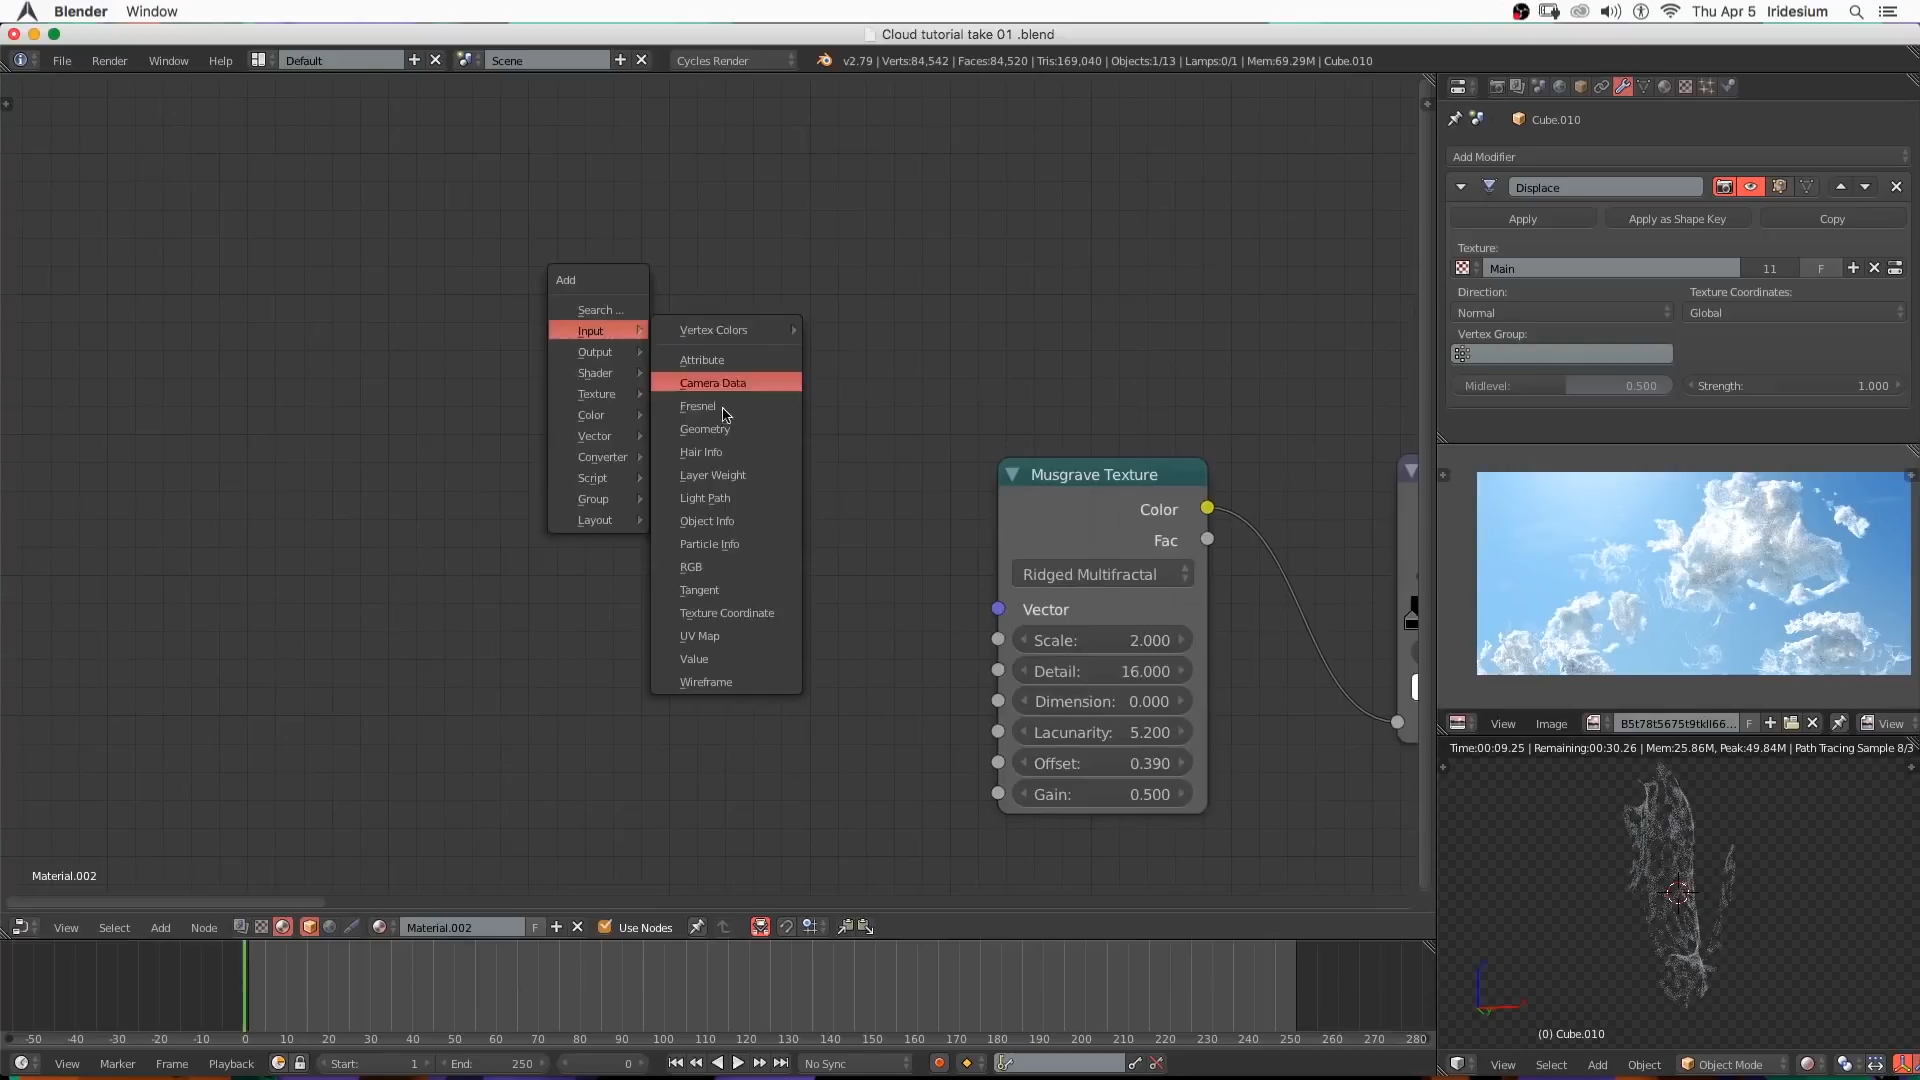 Blender Window Thu Apr 5 Iridesium
Cloud tutorial take 01 .blend
File Render Window Help Default Scene Cycles Render v2.79 | Verts:84,542 | Faces:84,520 | Tris:169,040 | Objects:1/13 | Lamps:0/1 | Mem:69.29M | Cube.010
Cube.010
Add Modifier
Displace
Apply Apply as Shape Key Copy
Texture:
Main 11 F
Direction: Texture Coordinates:
Normal Global
Vertex Group:
Midlevel: 0.500 Strength: 1.000
Add
Search ...
Input
Output
Shader
Texture
Color
Vector
Converter
Script
Group
Layout
Vertex Colors
Attribute
Camera Data
Fresnel
Geometry
Hair Info
Layer Weight
Light Path
Object Info
Particle Info
RGB
Tangent
Texture Coordinate
UV Map
Value
Wireframe
Musgrave Texture
Color
Fac
Ridged Multifractal
Vector
Scale: 2.000
Detail: 16.000
Dimension: 0.000
Lacunarity: 5.200
Offset: 0.390
Gain: 0.500
View Image B5t78t5675t9tkll66... F View
Time:00:09.25 | Remaining:00:30.26 | Mem:25.86M, Peak:49.84M | Path Tracing Sample 8/3
(0) Cube.010
Material.002
View Select Add Node Material.002 F Use Nodes
-50 -40 -30 -20 -10 0 10 20 30 40 50 60 70 80 90 100 110 120 130 140 150 160 170 180 190 200 210 220 230 240 250 260 270 280
View Marker Frame Playback Start: 1 End: 250 0 No Sync
View Select Add Object Object Mode